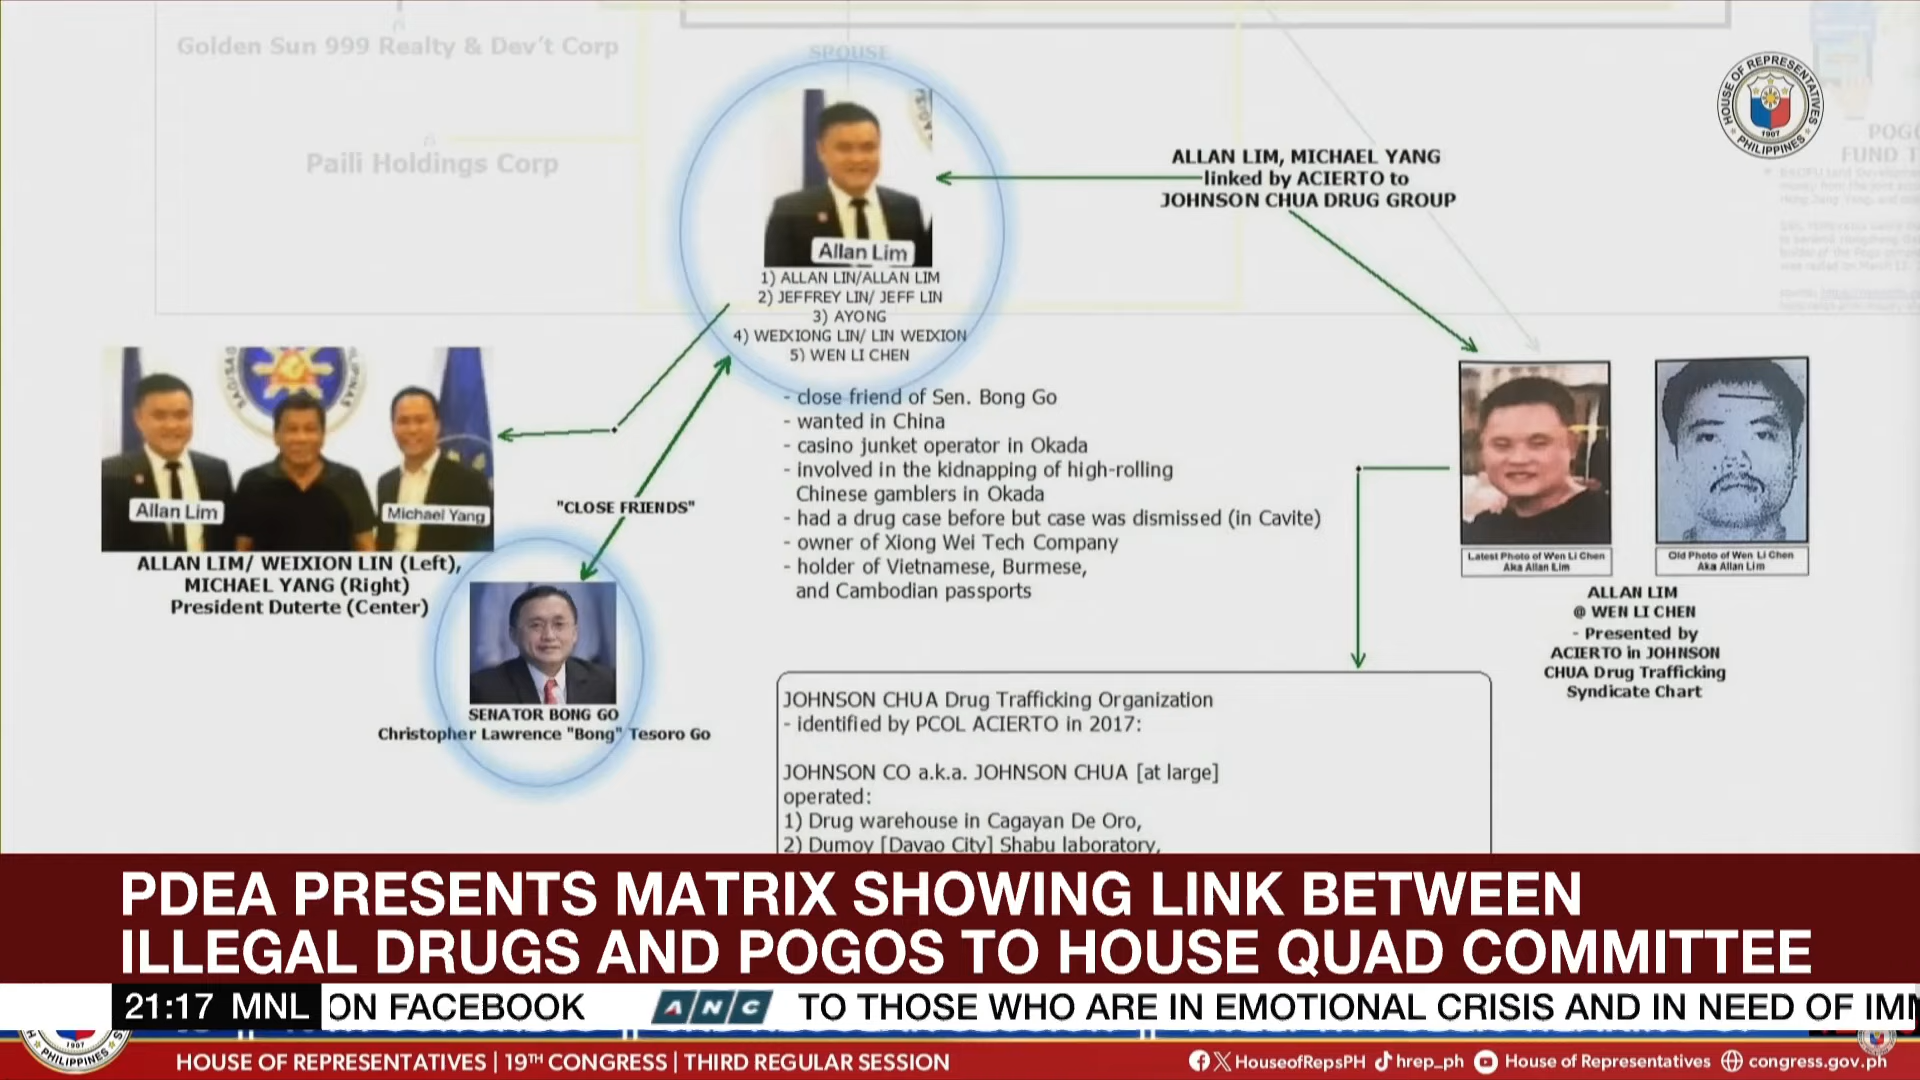 Golden Sun 999 Realty & Dev't Corp
SPOUSE
Paili Holdings Corp
HOUSE OF REPRESENTATIVES
1907
PHILIPPINES
POGO
FUND T
Allan Lim
1) ALLAN LIN/ALLAN LIM
2) JEFFREY LIN/ JEFF LIN
3) AYONG
4) WEIXIONG LIN/ LIN WEIXION
5) WEN LI CHEN
ALLAN LIM, MICHAEL YANG
linked by ACIERTO to
JOHNSON CHUA DRUG GROUP
- close friend of Sen. Bong Go
- wanted in China
- casino junket operator in Okada
- involved in the kidnapping of high-rolling
Chinese gamblers in Okada
- had a drug case before but case was dismissed (in Cavite)
- owner of Xiong Wei Tech Company
- holder of Vietnamese, Burmese,
and Cambodian passports
Allan Lim
Michael Yang
ALLAN LIM/ WEIXION LIN (Left),
MICHAEL YANG (Right)
President Duterte (Center)
"CLOSE FRIENDS"
SENATOR BONG GO
Christopher Lawrence "Bong" Tesoro Go
Latest Photo of Wen Li Chen
Aka Allan Lim
Old Photo of Wen Li Chen
Aka Allan Lim
ALLAN LIM
@ WEN LI CHEN
- Presented by
ACIERTO in JOHNSON
CHUA Drug Trafficking
Syndicate Chart
JOHNSON CHUA Drug Trafficking Organization
- identified by PCOL ACIERTO in 2017:
JOHNSON CO a.k.a. JOHNSON CHUA [at large]
operated:
1) Drug warehouse in Cagayan De Oro,
2) Dumoy [Davao City] Shabu laboratory,
PDEA PRESENTS MATRIX SHOWING LINK BETWEEN
ILLEGAL DRUGS AND POGOS TO HOUSE QUAD COMMITTEE
21:17 MNL ON FACEBOOK ANC TO THOSE WHO ARE IN EMOTIONAL CRISIS AND IN NEED OF IMM
1907
PHILIPPINES
HOUSE OF REPRESENTATIVES | 19TH CONGRESS | THIRD REGULAR SESSION
HouseofRepsPH hrep_ph House of Representatives congress.gov.ph